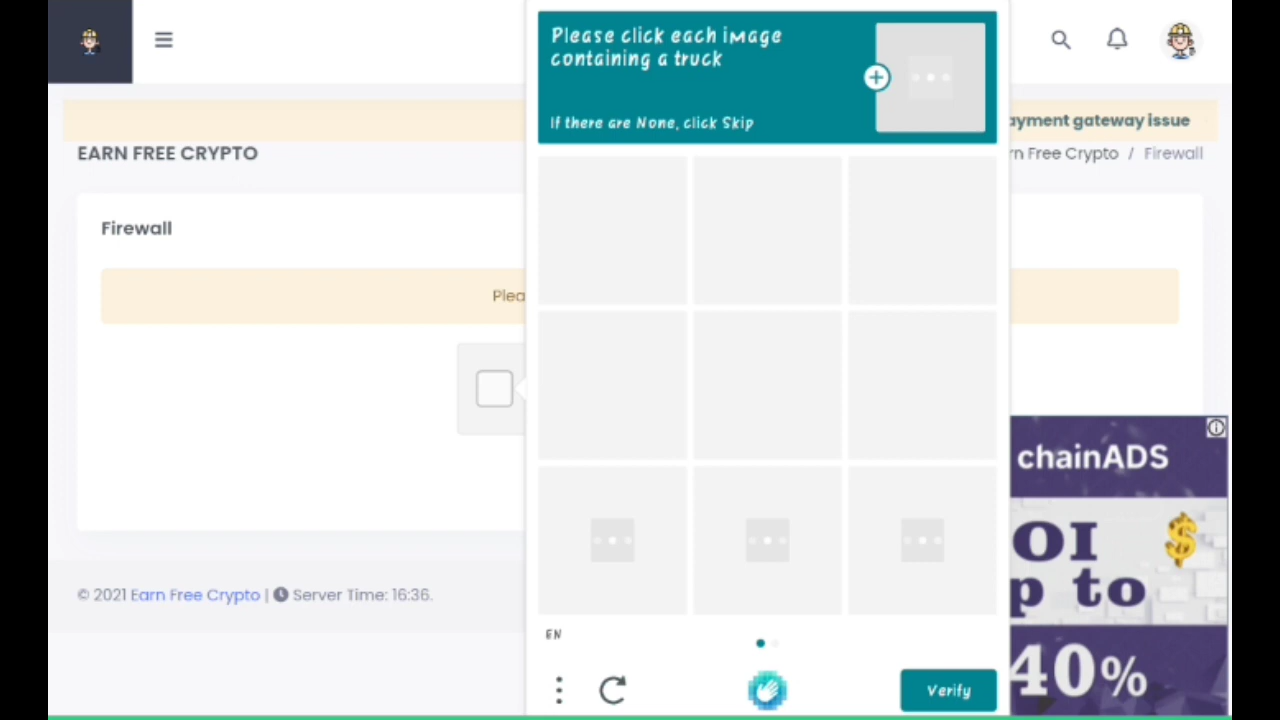 Please click each image
containing a truck
If there are None, click Skip
ayment gateway issue
EARN FREE CRYPTO
rn Free Crypto / Firewall
Firewall
Plea
chainADS
OI
p to
40%
© 2021 Earn Free Crypto | Server Time: 16:36.
EN
Verify